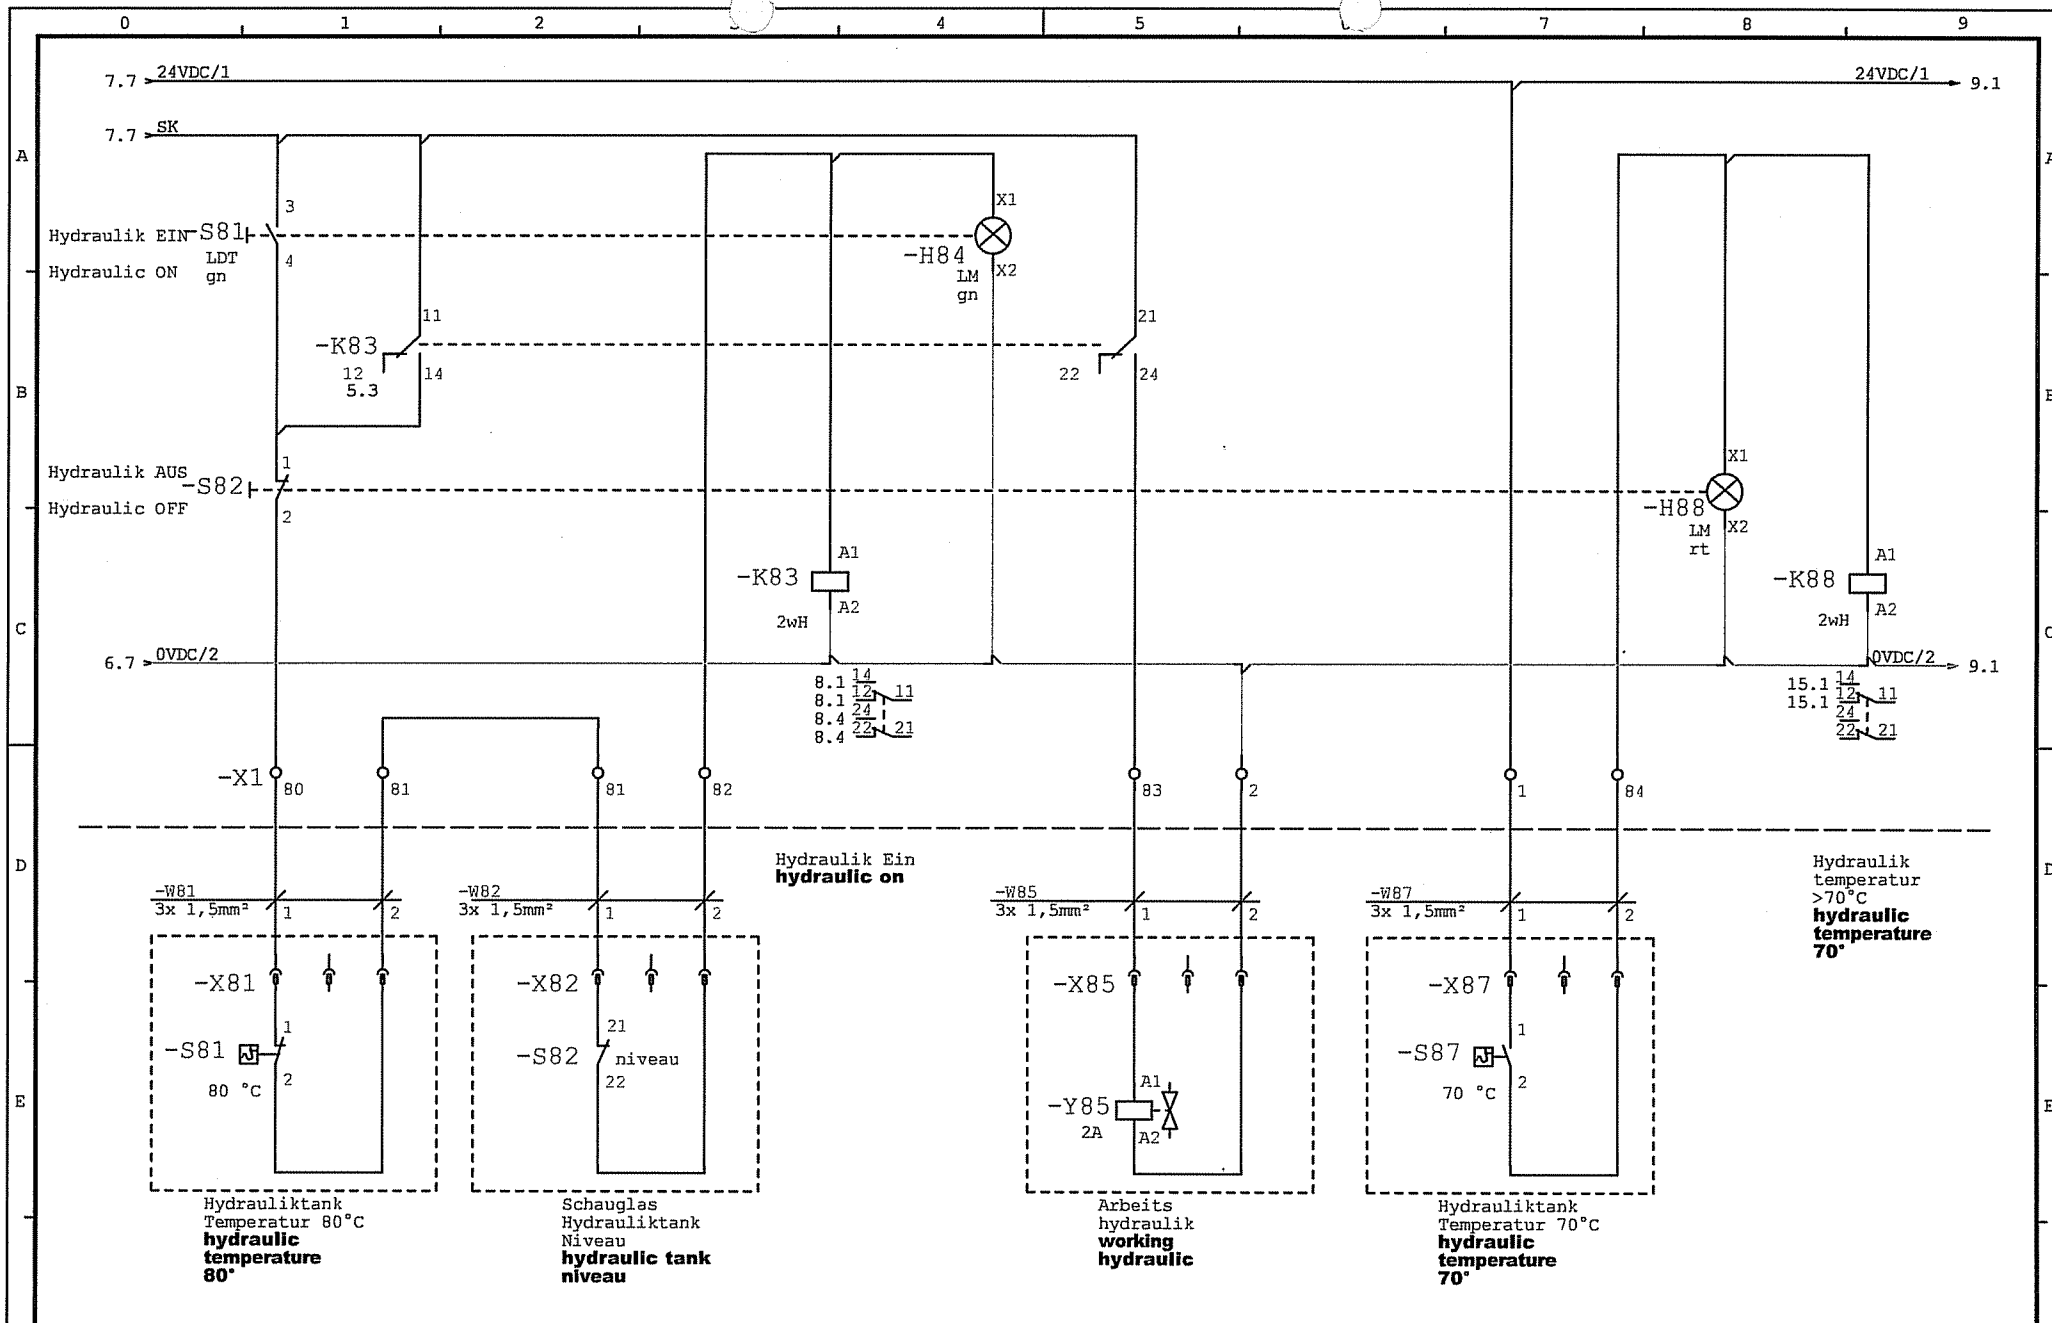 0 1 2 4 5 7 8 9
7.7 24VDC/1 24VDC/1 9.1
7.7 SK
A
3 X1
Hydraulik EIN -S81
4 LDT -H84
Hydraulic ON gn LM X2
gn
11 21
-K83
12 14 22 24
5.3
B
Hydraulik AUS 1 X1
-S82
Hydraulic OFF 2 -H88
LM X2
rt
A1 A1
-K83 -K88
A2 A2
2wH 2wH
C
6.7 0VDC/2 0VDC/2 9.1
8.1 14 15.1 14
8.1 12 11 15.1 12 11
8.4 24 24
8.4 22 21 22 21
-X1 80 81 81 82 83 2 1 84
D D
Hydraulik Ein
hydraulic on
Hydraulik
temperatur
>70°C
hydraulic
temperature
70°
-W81 -W82 -W85 -W87
3x 1,5mm² 1 2 3x 1,5mm² 1 2 3x 1,5mm² 1 2 3x 1,5mm² 1 2
-X81 -X82 -X85 -X87
1 21 1
-S81 -S82 niveau -S87
2 22 2
80 °C 70 °C
A1
-Y85
2A A2
E
Hydrauliktank
Temperatur 80°C
hydraulic
temperature
80°
Schauglas
Hydrauliktank
Niveau
hydraulic tank
niveau
Arbeits
hydraulik
working
hydraulic
Hydrauliktank
Temperatur 70°C
hydraulic
temperature
70°